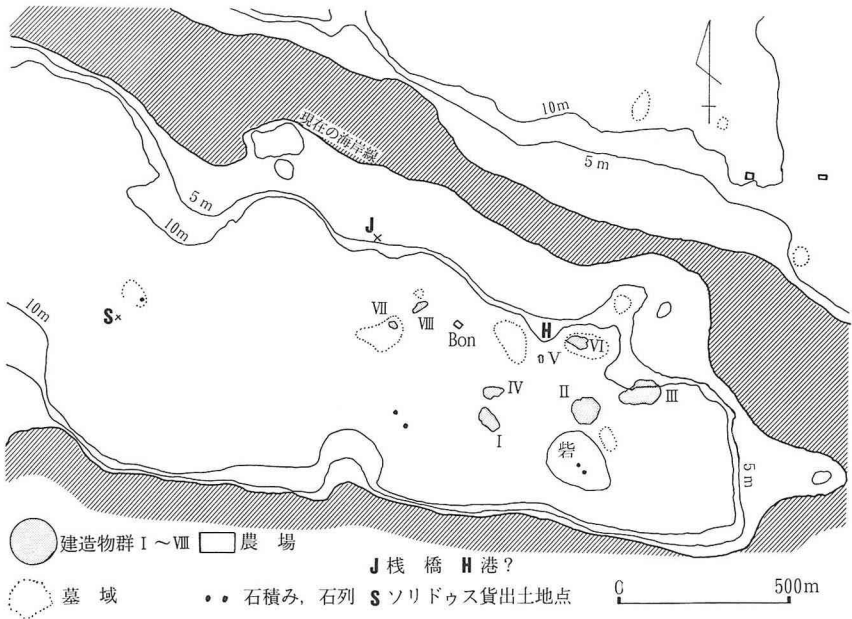 10m
5m
現在の海岸線
5m
10m
J
10m
S
VII
VIII
Bon
H
V
VI
IV
II
III
I
砦
5m
建造物群 I～VIII 農場
J 桟橋 H 港?
墓域 石積み, 石列 S ソリドゥス貨出土地点
0 500m